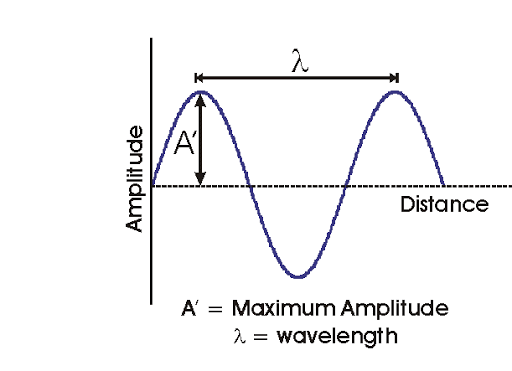 λ
A′
Amplitude
Distance
A′ = Maximum Amplitude
λ = wavelength